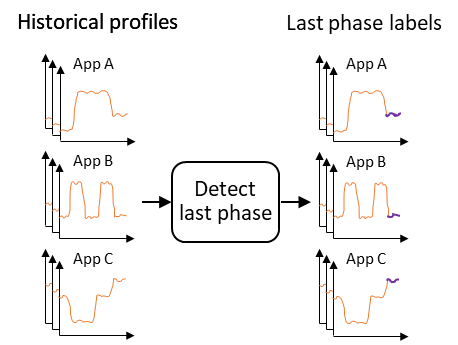 Historical profiles
Last phase labels
App A
App A
App B
App B
Detect
last phase
App C
App C